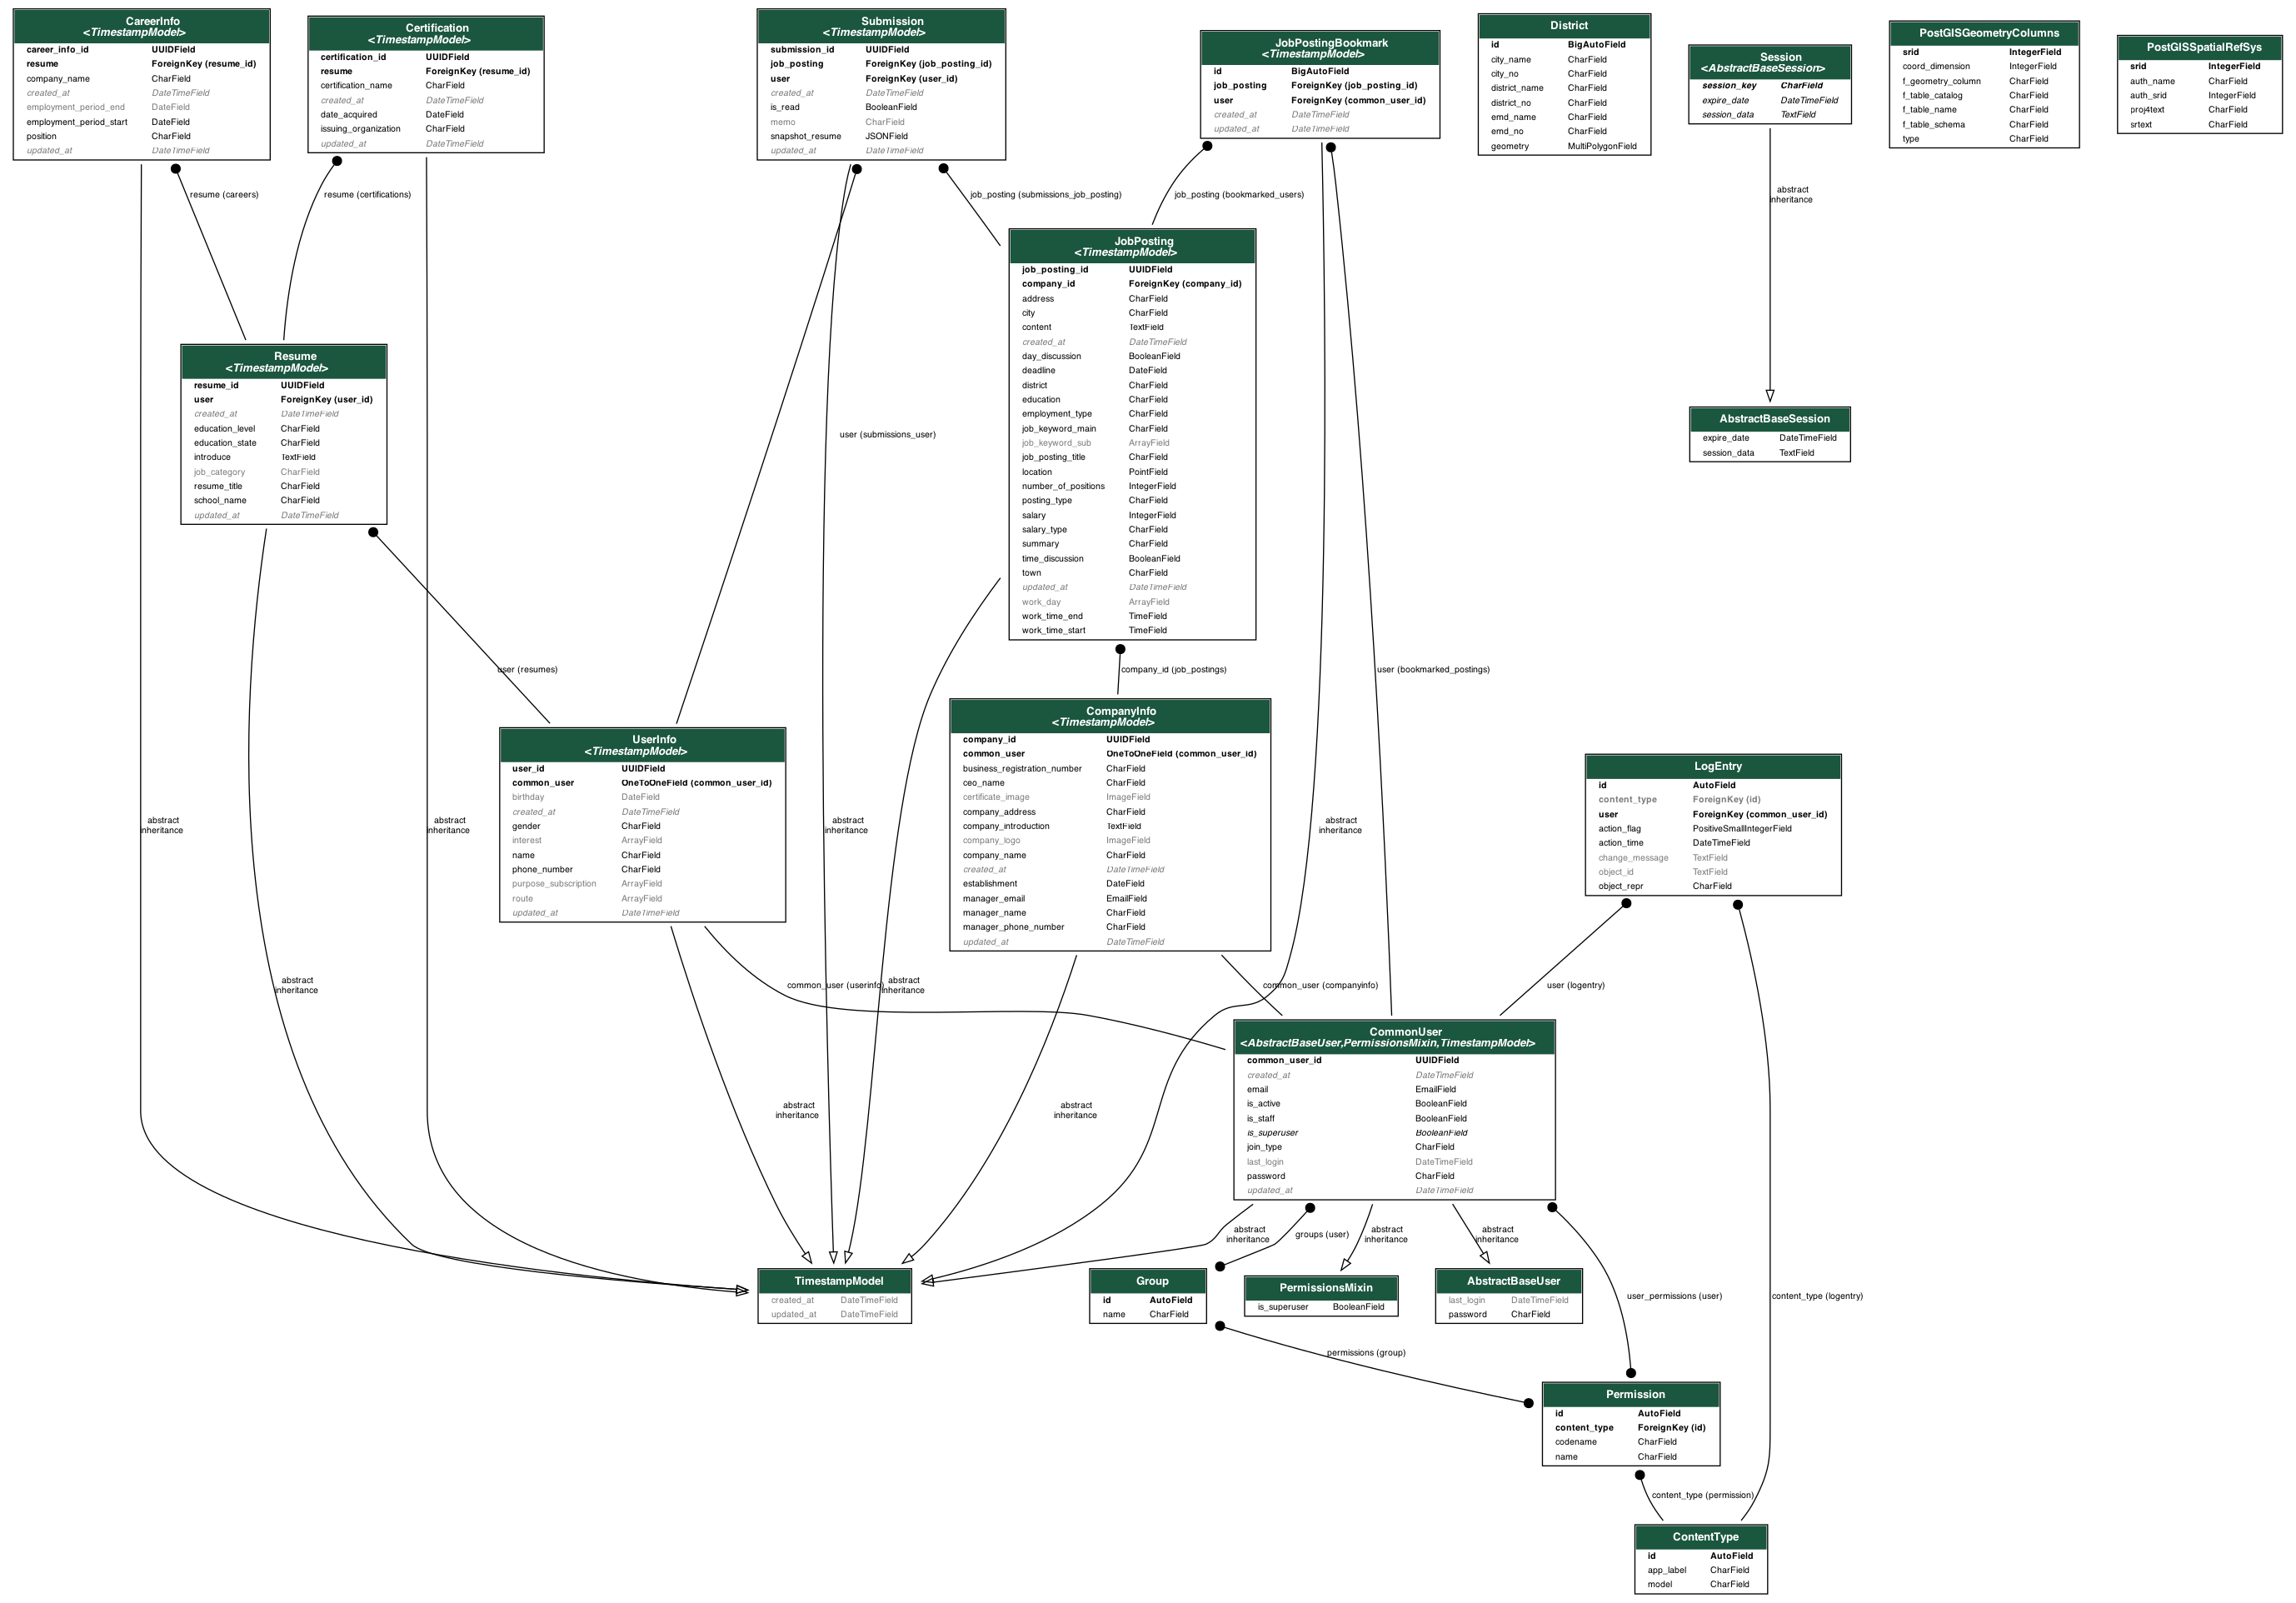 CareerInfo
<TimestampModel>
career_info_id UUIDField
resume ForeignKey (resume_id)
company_name CharField
created_at DateTimeField
employment_period_end DateField
employment_period_start DateField
position CharField
updated_at DateTimeField
Certification
<TimestampModel>
certification_id UUIDField
resume ForeignKey (resume_id)
certification_name CharField
created_at DateTimeField
date_acquired DateField
issuing_organization CharField
updated_at DateTimeField
Submission
<TimestampModel>
submission_id UUIDField
job_posting ForeignKey (job_posting_id)
user ForeignKey (user_id)
created_at DateTimeField
is_read BooleanField
memo CharField
snapshot_resume JSONField
updated_at DateTimeField
JobPostingBookmark
<TimestampModel>
id BigAutoField
job_posting ForeignKey (job_posting_id)
user ForeignKey (common_user_id)
created_at DateTimeField
updated_at DateTimeField
District
id BigAutoField
city_name CharField
city_no CharField
district_name CharField
district_no CharField
emd_name CharField
emd_no CharField
geometry MultiPolygonField
Session
<AbstractBaseSession>
session_key CharField
expire_date DateTimeField
session_data TextField
PostGISGeometryColumns
srid IntegerField
coord_dimension IntegerField
f_geometry_column CharField
f_table_catalog CharField
f_table_name CharField
f_table_schema CharField
type CharField
PostGISSpatialRefSys
srid IntegerField
auth_name CharField
auth_srid IntegerField
proj4text CharField
srtext CharField
resume (careers)
resume (certifications)
job_posting (submissions_job_posting)
job_posting (bookmarked_users)
abstract
inheritance
JobPosting
<TimestampModel>
job_posting_id UUIDField
company_id ForeignKey (company_id)
address CharField
city CharField
content TextField
created_at DateTimeField
day_discussion BooleanField
deadline DateField
district CharField
education CharField
employment_type CharField
job_keyword_main CharField
job_keyword_sub ArrayField
job_posting_title CharField
location PointField
number_of_positions IntegerField
posting_type CharField
salary IntegerField
salary_type CharField
summary CharField
time_discussion BooleanField
town CharField
updated_at DateTimeField
work_day ArrayField
work_time_end TimeField
work_time_start TimeField
Resume
<TimestampModel>
resume_id UUIDField
user ForeignKey (user_id)
created_at DateTimeField
education_level CharField
education_state CharField
introduce TextField
job_category CharField
resume_title CharField
school_name CharField
updated_at DateTimeField
user (submissions_user)
AbstractBaseSession
expire_date DateTimeField
session_data TextField
user (resumes)
company_id (job_postings)
user (bookmarked_postings)
UserInfo
<TimestampModel>
user_id UUIDField
common_user OneToOneField (common_user_id)
birthday DateField
created_at DateTimeField
gender CharField
interest ArrayField
name CharField
phone_number CharField
purpose_subscription ArrayField
route ArrayField
updated_at DateTimeField
CompanyInfo
<TimestampModel>
company_id UUIDField
common_user OneToOneField (common_user_id)
business_registration_number CharField
ceo_name CharField
certificate_image ImageField
company_address CharField
company_introduction TextField
company_logo ImageField
company_name CharField
created_at DateTimeField
establishment DateField
manager_email EmailField
manager_name CharField
manager_phone_number CharField
updated_at DateTimeField
LogEntry
id AutoField
content_type ForeignKey (id)
user ForeignKey (common_user_id)
action_flag PositiveSmallIntegerField
action_time DateTimeField
change_message TextField
object_id TextField
object_repr CharField
abstract
inheritance
abstract
inheritance
abstract
inheritance
abstract
inheritance
abstract
inheritance
common_user (userinfo)
abstract
inheritance
common_user (companyinfo)
user (logentry)
CommonUser
<AbstractBaseUser,PermissionsMixin,TimestampModel>
common_user_id UUIDField
created_at DateTimeField
email EmailField
is_active BooleanField
is_staff BooleanField
is_superuser BooleanField
join_type CharField
last_login DateTimeField
password CharField
updated_at DateTimeField
abstract
inheritance
abstract
inheritance
abstract
inheritance
groups (user)
abstract
inheritance
abstract
inheritance
user_permissions (user)
content_type (logentry)
TimestampModel
created_at DateTimeField
updated_at DateTimeField
Group
id AutoField
name CharField
PermissionsMixin
is_superuser BooleanField
AbstractBaseUser
last_login DateTimeField
password CharField
permissions (group)
Permission
id AutoField
content_type ForeignKey (id)
codename CharField
name CharField
content_type (permission)
ContentType
id AutoField
app_label CharField
model CharField